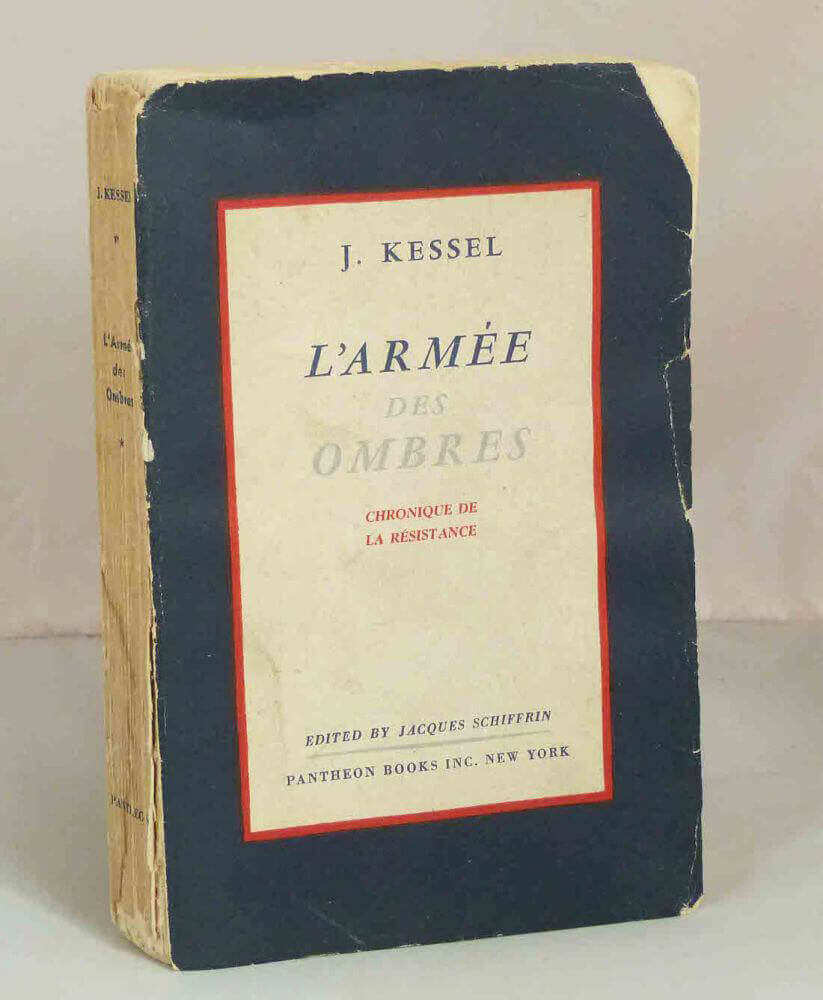 J. KESSEL
*
L'Armé
des
Ombres
*
J. KESSEL
L'ARMÉE
DES
OMBRES
CHRONIQUE DE
LA RÉSISTANCE
EDITED BY JACQUES SCHIFFRIN
PANTHEON BOOKS INC. NEW YORK